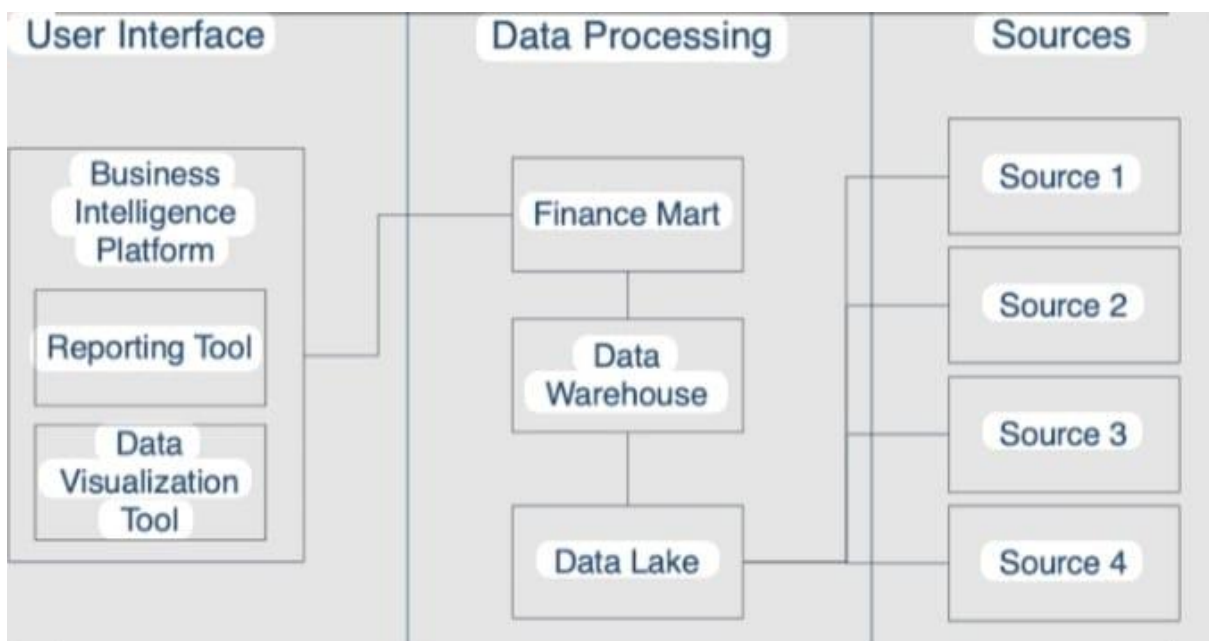 User Interface
Data Processing
Sources
Business
Intelligence
Platform
Reporting Tool
Data
Visualization
Tool
Finance Mart
Data
Warehouse
Data Lake
Source 1
Source 2
Source 3
Source 4